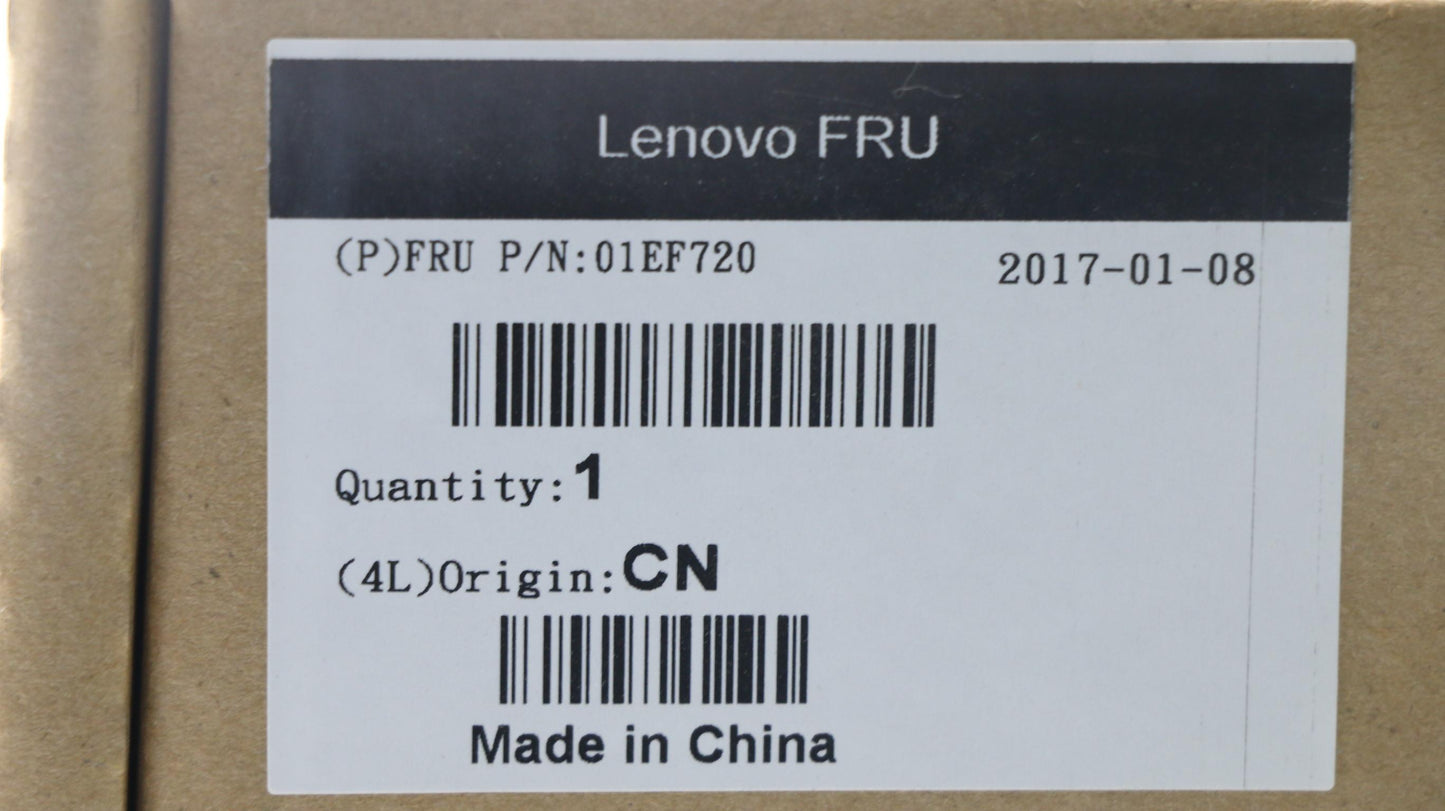 Lenovo FRU
(P)FRU P/N:01EF720
2017-01-08
Quantity:1
(4L)Origin:CN
Made in China